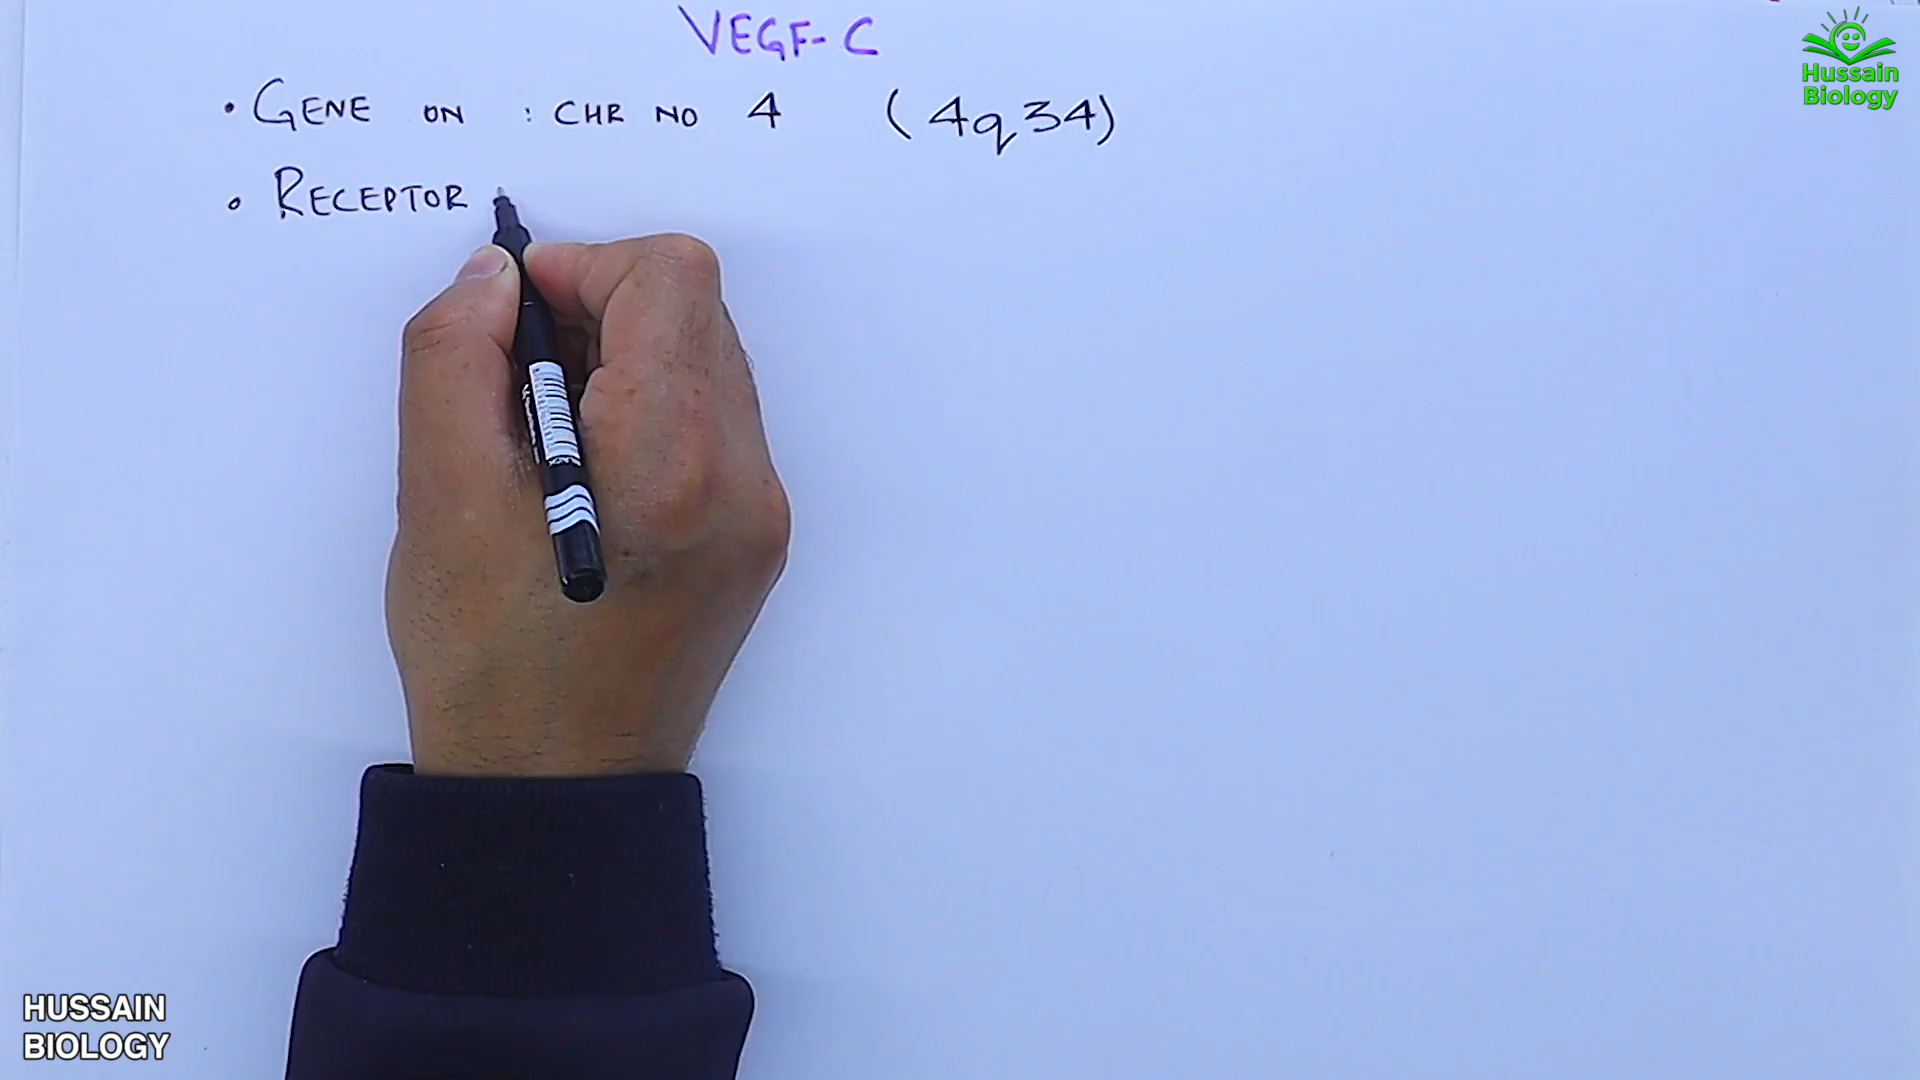 VEGF-C
• GENE ON : CHR NO 4 (4q34)
• RECEPTOR
Hussain
Biology
HUSSAIN
BIOLOGY